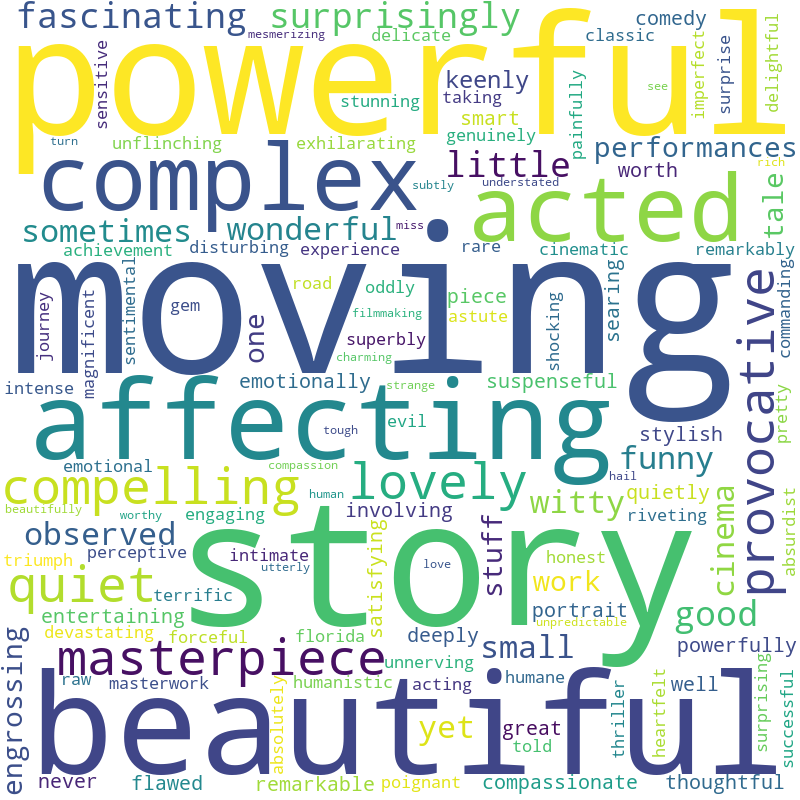 fascinating
surprisingly
comedy
mesmerizing
delicate
classic
powerful
sensitive
imperfect
surprise
delightful
keenly
see
stunning
taking
smart
painfully
turn
unflinching
exhilarating
genuinely
performances
complex
little
worth
rich
subtly
understated
acted
tale
sometimes
wonderful
miss
achievement
disturbing
experience
rare
cinematic
remarkably
moving
journey
magnificent
sentimental
gem
one
road
oddly
piece
filmmaking
astute
superbly
charming
shocking
searing
provocative
commanding
intense
emotionally
strange
suspenseful
affecting
evil
tough
stylish
pretty
funny
hail
emotional
compassion
compelling
lovely
human
witty
quietly
riveting
cinema
absurdist
beautifully
worthy
engaging
involving
stuff
observed
perceptive
intimate
utterly
satisfying
love
story
honest
triumph
quiet
terrific
work
portrait
good
entertaining
unpredictable
devastating
forceful
florida
deeply
small
powerfully
engrossing
masterpiece
unnerving
raw
masterwork
absolutely
humanistic
acting
humane
well
thriller
heartfelt
surprising
successful
beautiful
yet
great
told
never
flawed
remarkable
poignant
compassionate
thoughtful